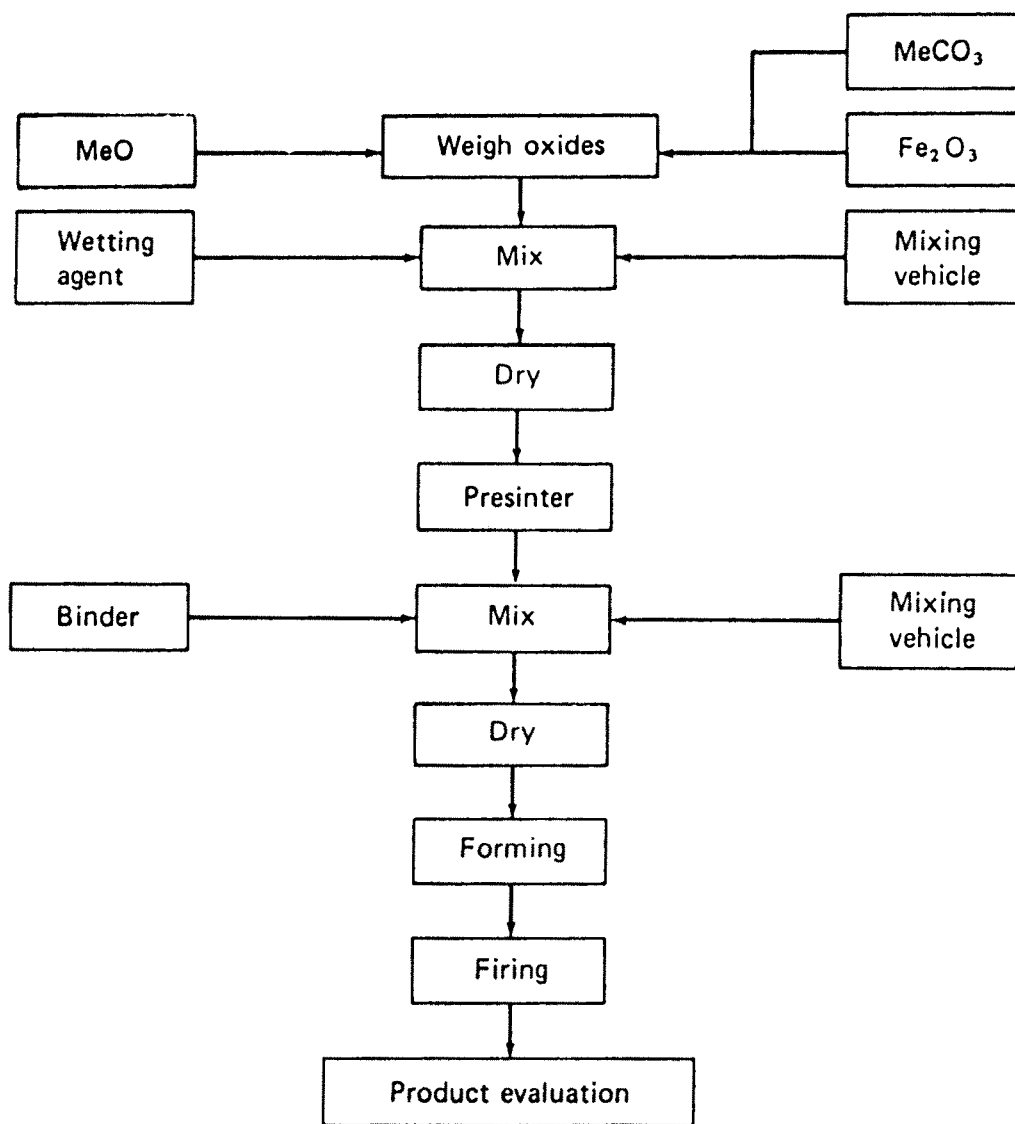 MeCO₃
MeO
Weigh oxides
Fe₂O₃
Wetting
agent
Mix
Mixing
vehicle
Dry
Presinter
Binder
Mix
Mixing
vehicle
Dry
Forming
Firing
Product evaluation